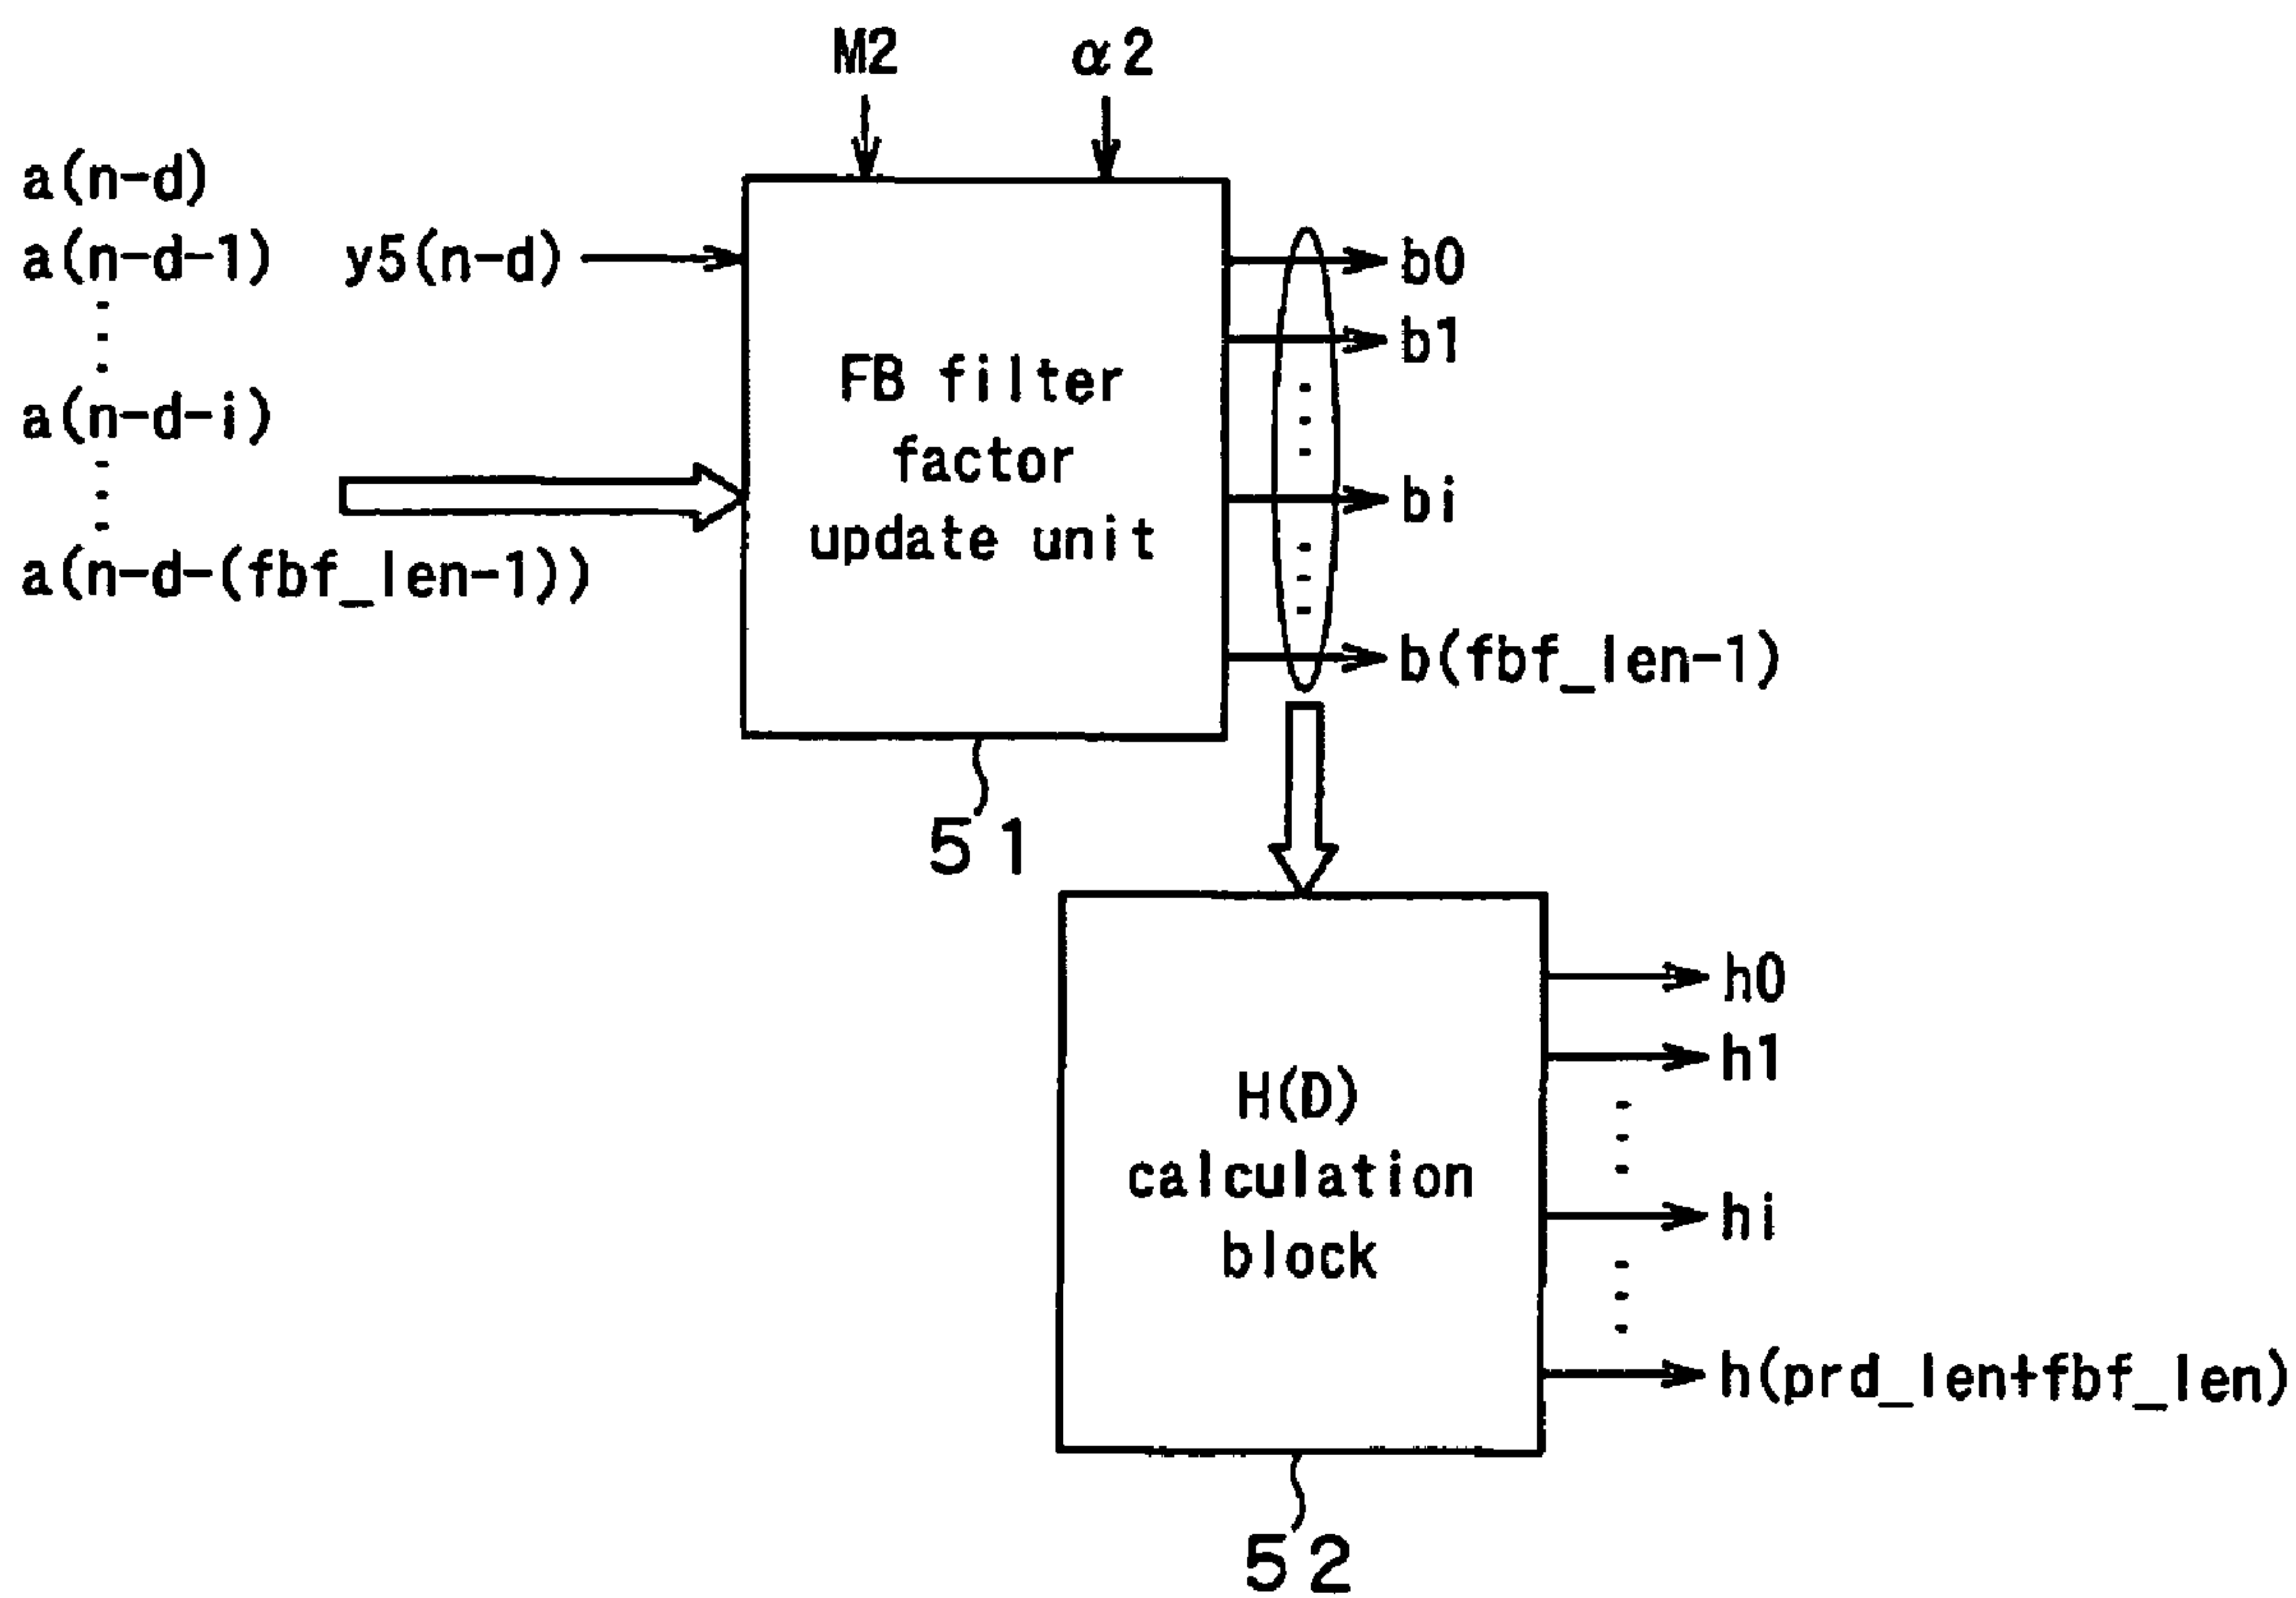 M2
α2
a(n-d)
a(n-d-1)
y5(n-d)
a(n-d-i)
a(n-d-(fbf_len-1))
FB filter
factor
update unit
b0
b1
bi
b(fbf_len-1)
51
H(D)
calculation
block
h0
h1
hi
h(prd_len+fbf_len)
52